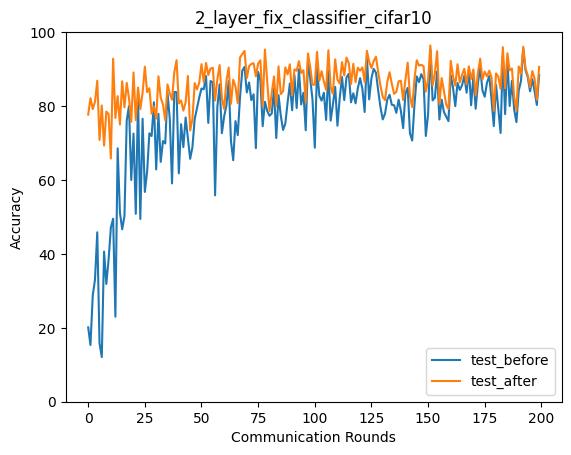 2_layer_fix_classifier_cifar10
100
80
60
40
20
0
Accuracy
0 25 50 75 100 125 150 175 200
Communication Rounds
test_before
test_after